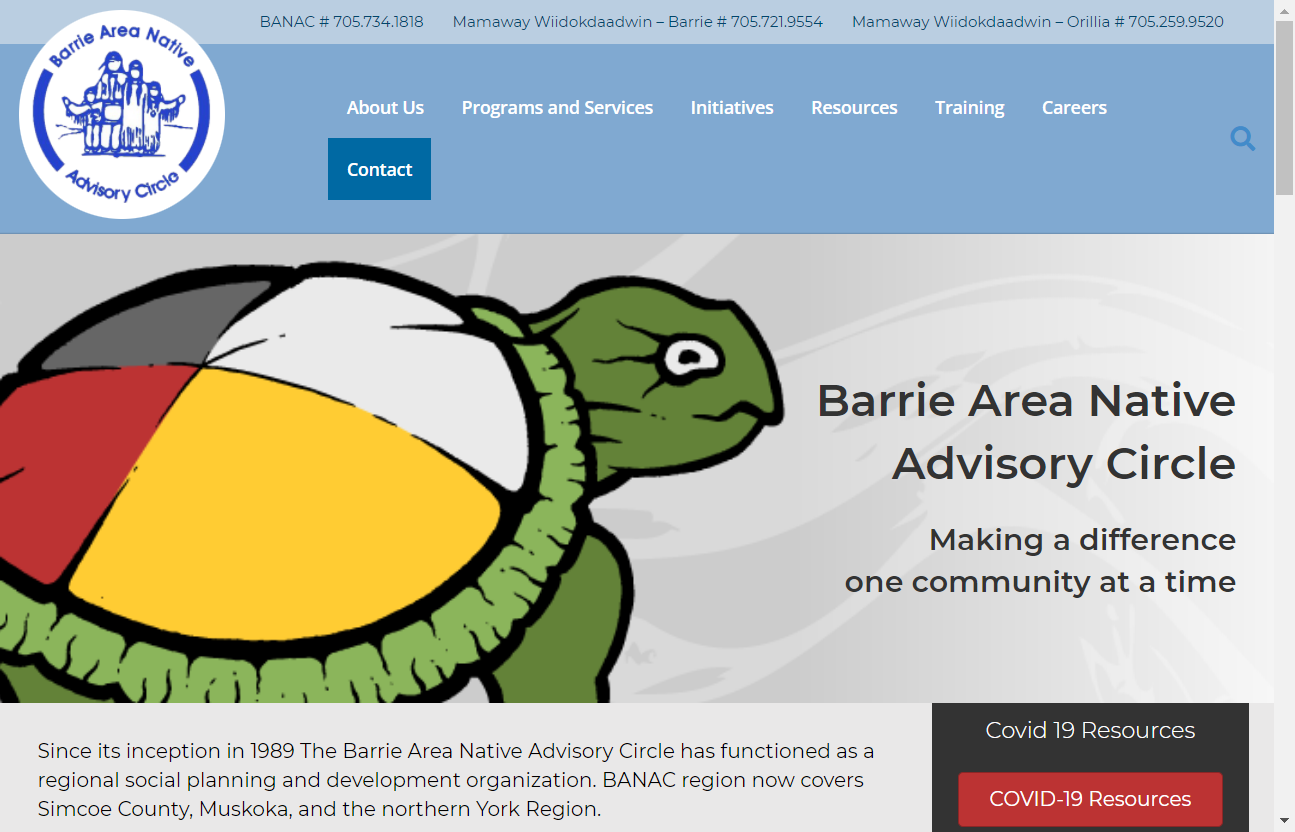 BANAC # 705.734.1818 Mamaway Wiidokdaadwin – Barrie # 705.721.9554 Mamaway Wiidokdaadwin – Orillia # 705.259.9520
Barrie Area Native
Advisory Circle
About Us Programs and Services Initiatives Resources Training Careers
Contact
Barrie Area Native
Advisory Circle
Making a difference
one community at a time
Since its inception in 1989 The Barrie Area Native Advisory Circle has functioned as a
regional social planning and development organization. BANAC region now covers
Simcoe County, Muskoka, and the northern York Region.
Covid 19 Resources
COVID-19 Resources